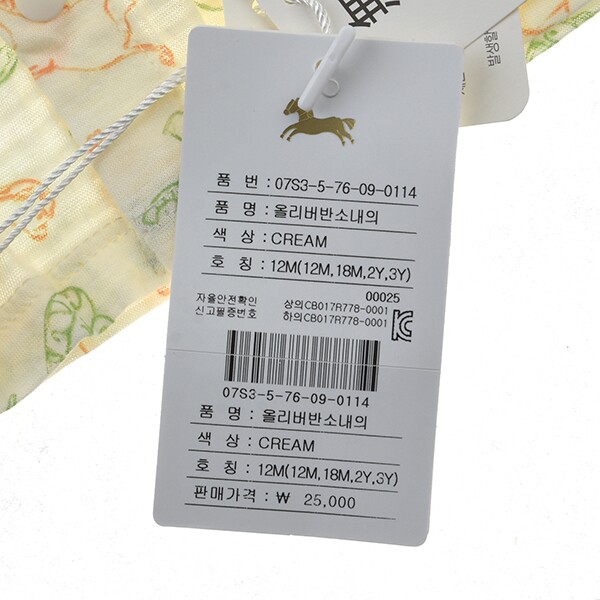 발생할
품 번 : 07S3-5-76-09-0114
품 명 : 올리버반소내의
색 상 : CREAM
호 칭 : 12M(12M,18M,2Y,3Y)
00025
자율안전확인 상의CB017R778-0001
신고필증번호 하의CB017R778-0001
07S3-5-76-09-0114
품 명 : 올리버반소내의
색 상 : CREAM
호 칭 : 12M(12M,18M,2Y,3Y)
판매가격 : ₩ 25,000